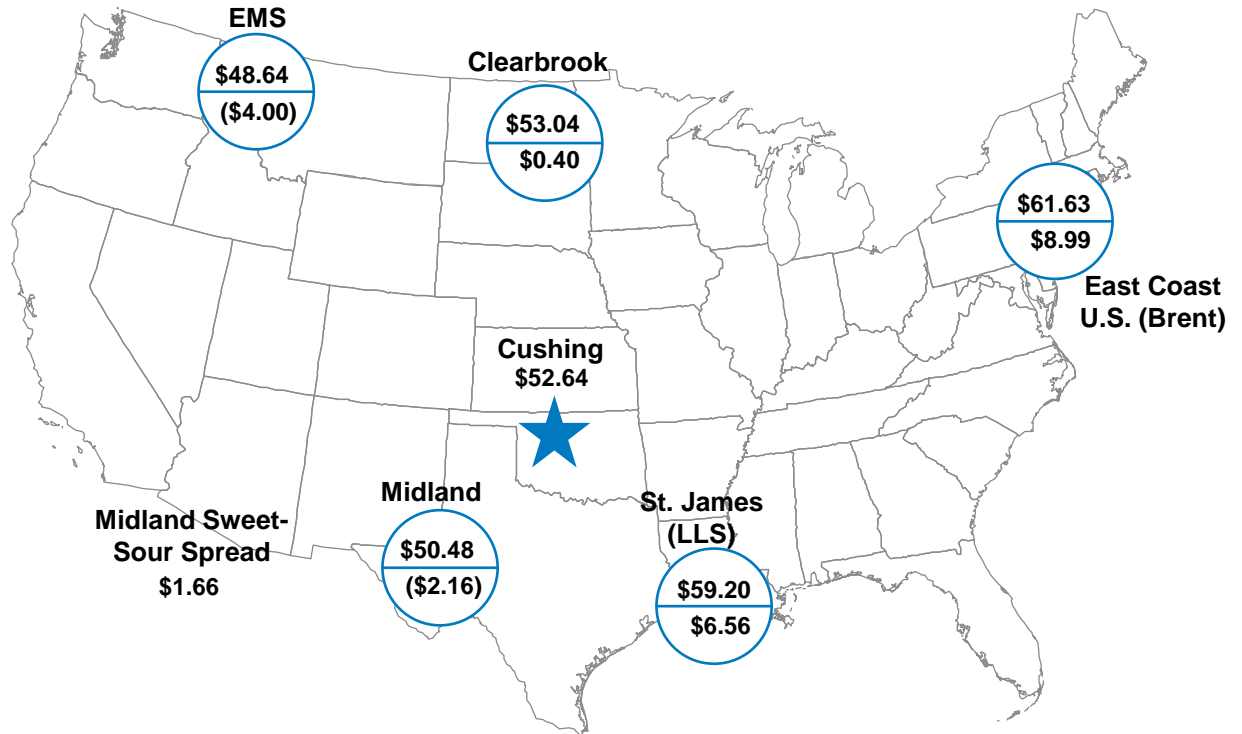 EMS
$48.64
($4.00)
Clearbrook
$53.04
$0.40
$61.63
$8.99
East Coast
U.S. (Brent)
Cushing
$52.64
Midland
$50.48
($2.16)
Midland Sweet-
Sour Spread
$1.66
St. James
(LLS)
$59.20
$6.56